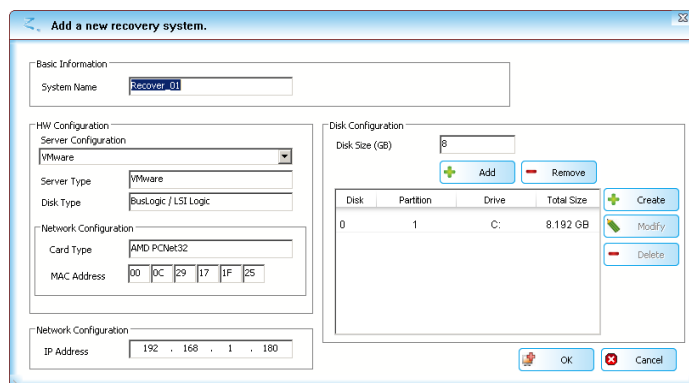 Add a new recovery system.
Basic Information
System Name Recover_01
HW Configuration
Server Configuration
VMware
Server Type VMware
Disk Type BusLogic / LSI Logic
Network Configuration
Card Type AMD PCNet32
MAC Address 00 0C 29 17 1F 25
Network Configuration
IP Address 192 . 168 . 1 . 180
Disk Configuration
Disk Size (GB) 8
Add Remove
Disk Partition Drive Total Size
0 1 C: 8.192 GB
Create
Modify
Delete
OK Cancel